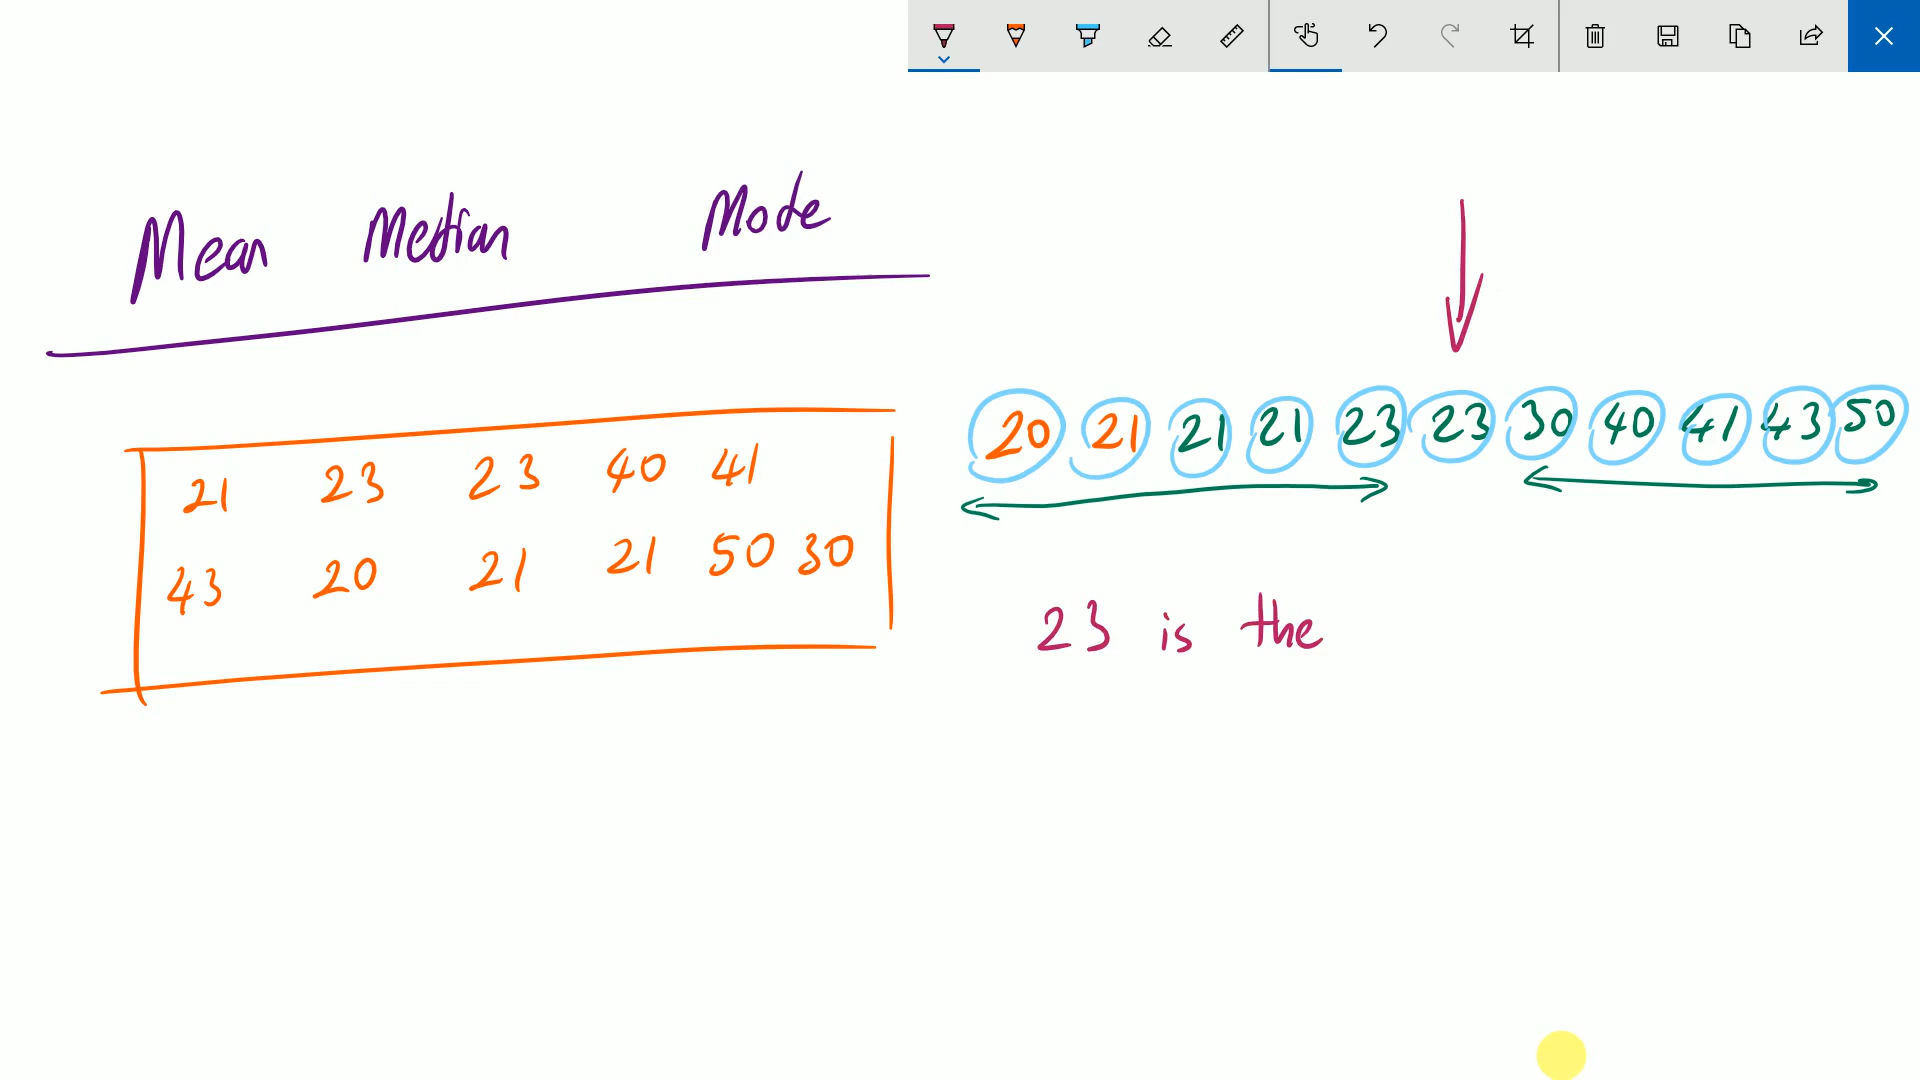 Mean Median Mode
21 23 23 40 41
43 20 21 21 50 30
20 21 21 21 23 23 30 40 41 43 50
23 is the